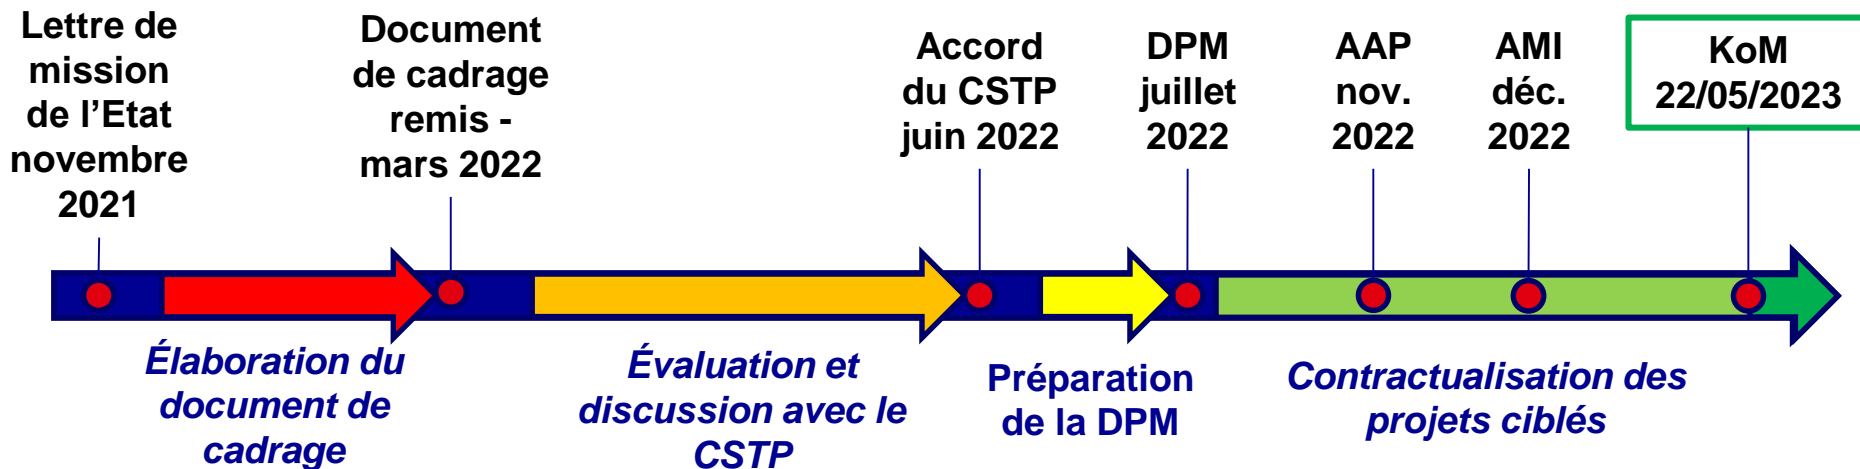 Lettre de
mission
de l’Etat
novembre
2021
Document
de cadrage
remis -
mars 2022
Accord
du CSTP
juin 2022
DPM
juillet
2022
AAP
nov.
2022
AMI
déc.
2022
KoM
22/05/2023
Élaboration du
document de
cadrage
Évaluation et
discussion avec le
CSTP
Préparation
de la DPM
Contractualisation des
projets ciblés